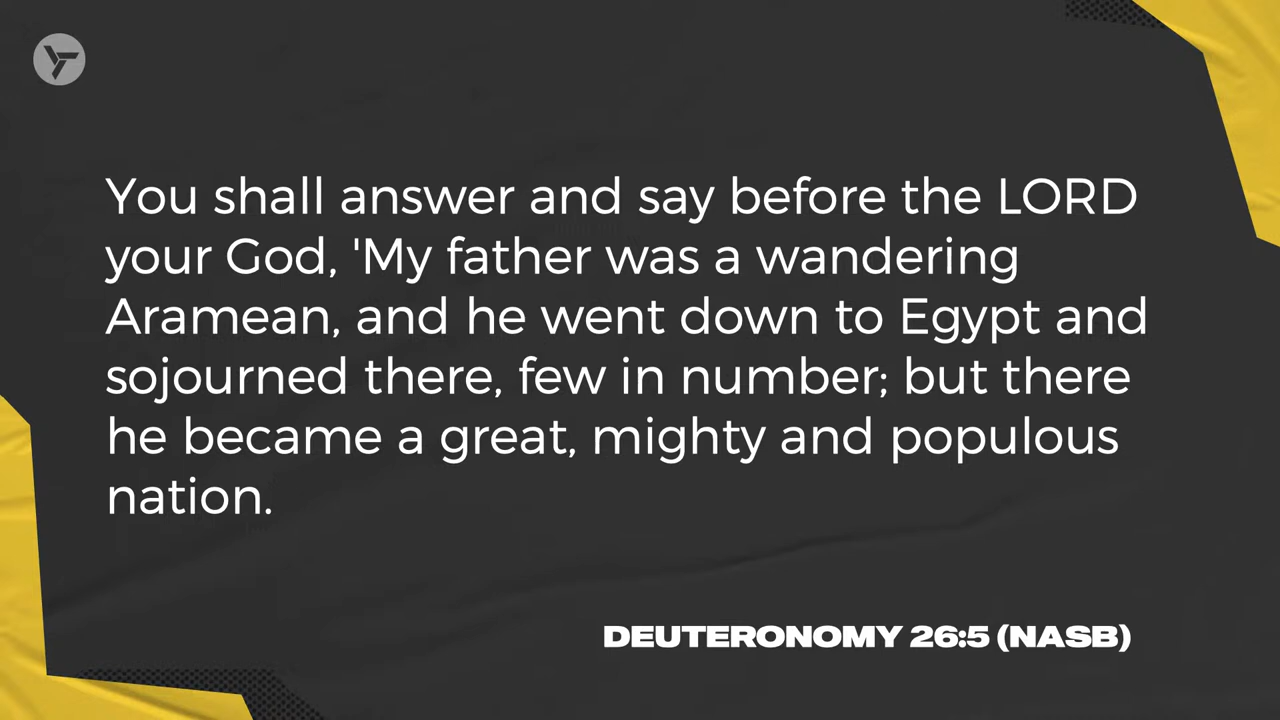 You shall answer and say before the LORD
your God, 'My father was a wandering
Aramean, and he went down to Egypt and
sojourned there, few in number; but there
he became a great, mighty and populous
nation.
DEUTERONOMY 26:5 (NASB)